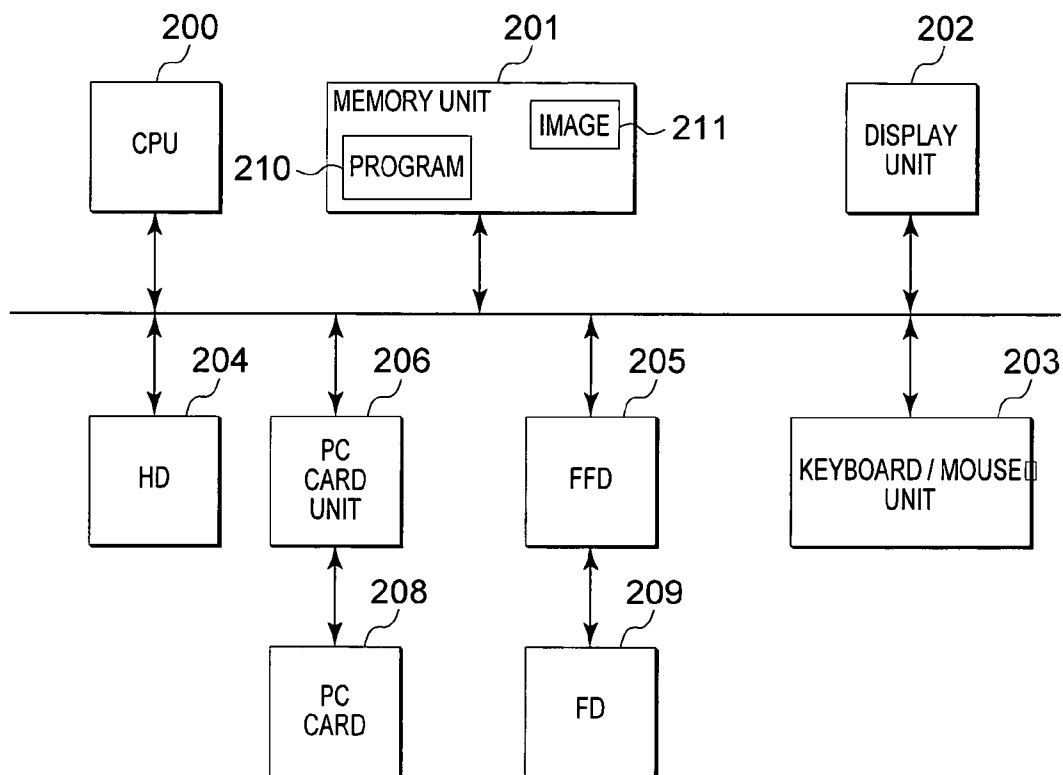 200
201
202
CPU
MEMORY UNIT
IMAGE
211
210
PROGRAM
DISPLAY
UNIT
204
206
205
203
HD
PC
CARD
UNIT
FFD
KEYBOARD / MOUSE
UNIT
208
209
PC
CARD
FD